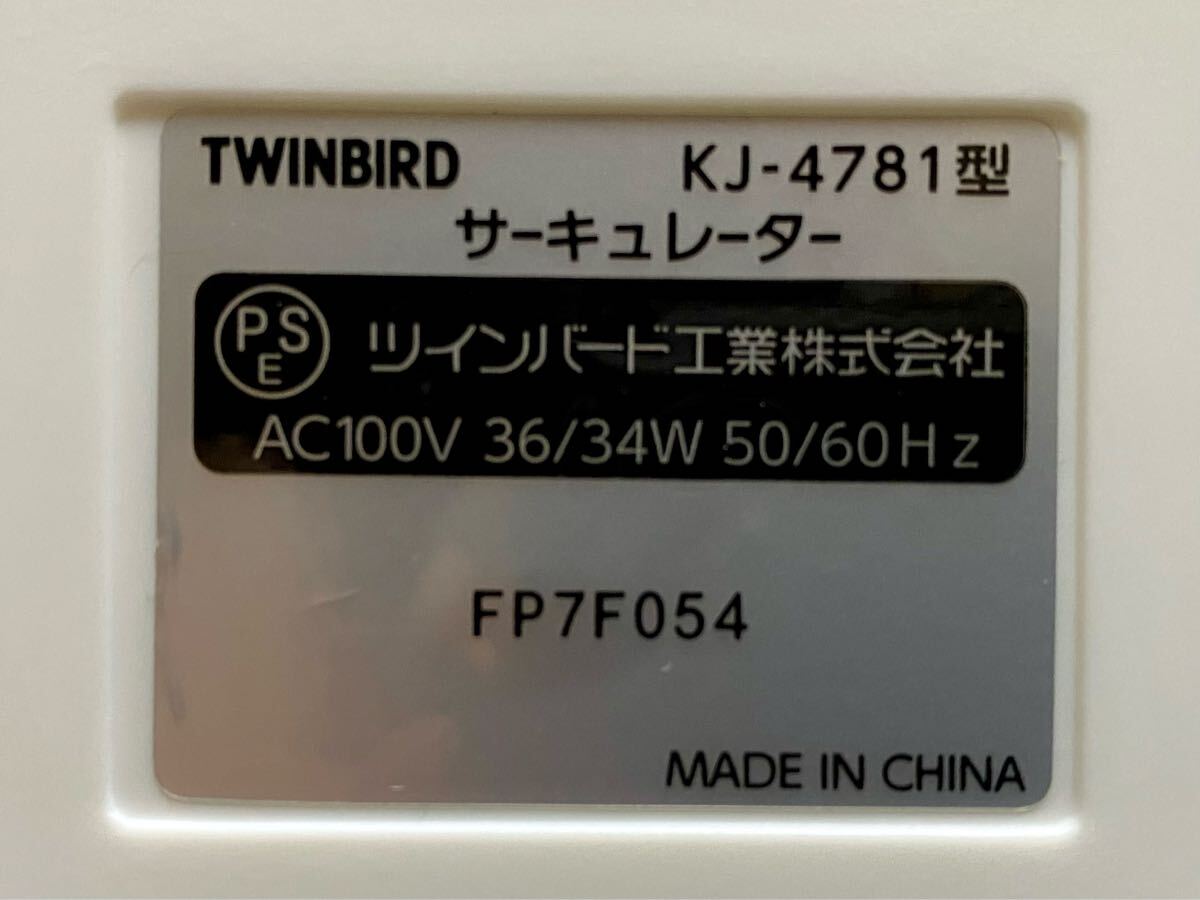 TWINBIRD KJ-4781型
サーキュレーター
PSE ツインバード工業株式会社
AC100V 36/34W 50/60Hz
FP7F054
MADE IN CHINA